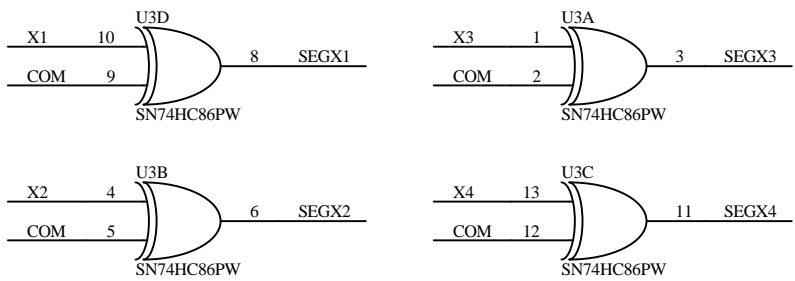 U3D
X1 10
8 SEGX1
COM 9
SN74HC86PW
U3A
X3 1
3 SEGX3
COM 2
SN74HC86PW
U3B
X2 4
6 SEGX2
COM 5
SN74HC86PW
U3C
X4 13
11 SEGX4
COM 12
SN74HC86PW